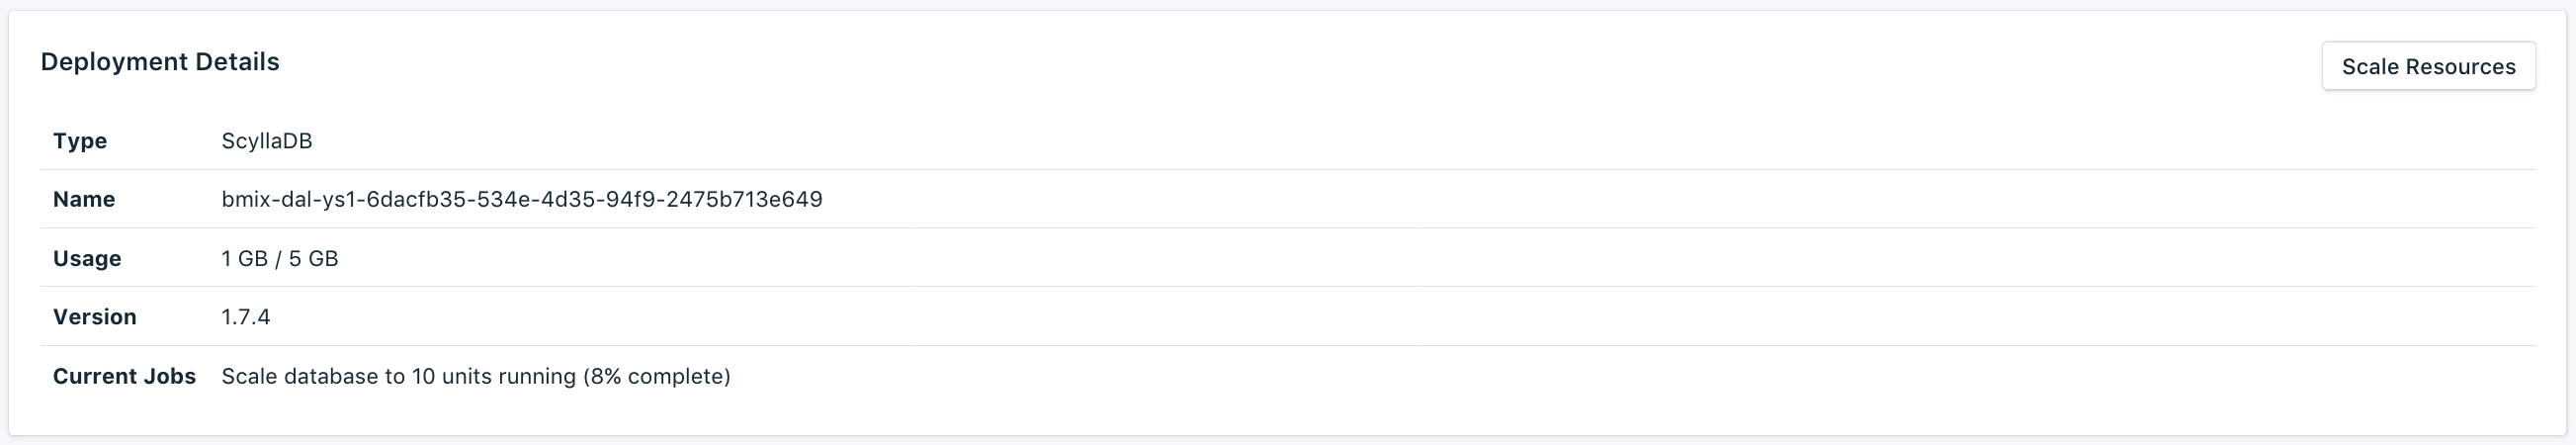 Deployment Details
Scale Resources
Type ScyllaDB
Name bmix-dal-ys1-6dacfb35-534e-4d35-94f9-2475b713e649
Usage 1 GB / 5 GB
Version 1.7.4
Current Jobs Scale database to 10 units running (8% complete)